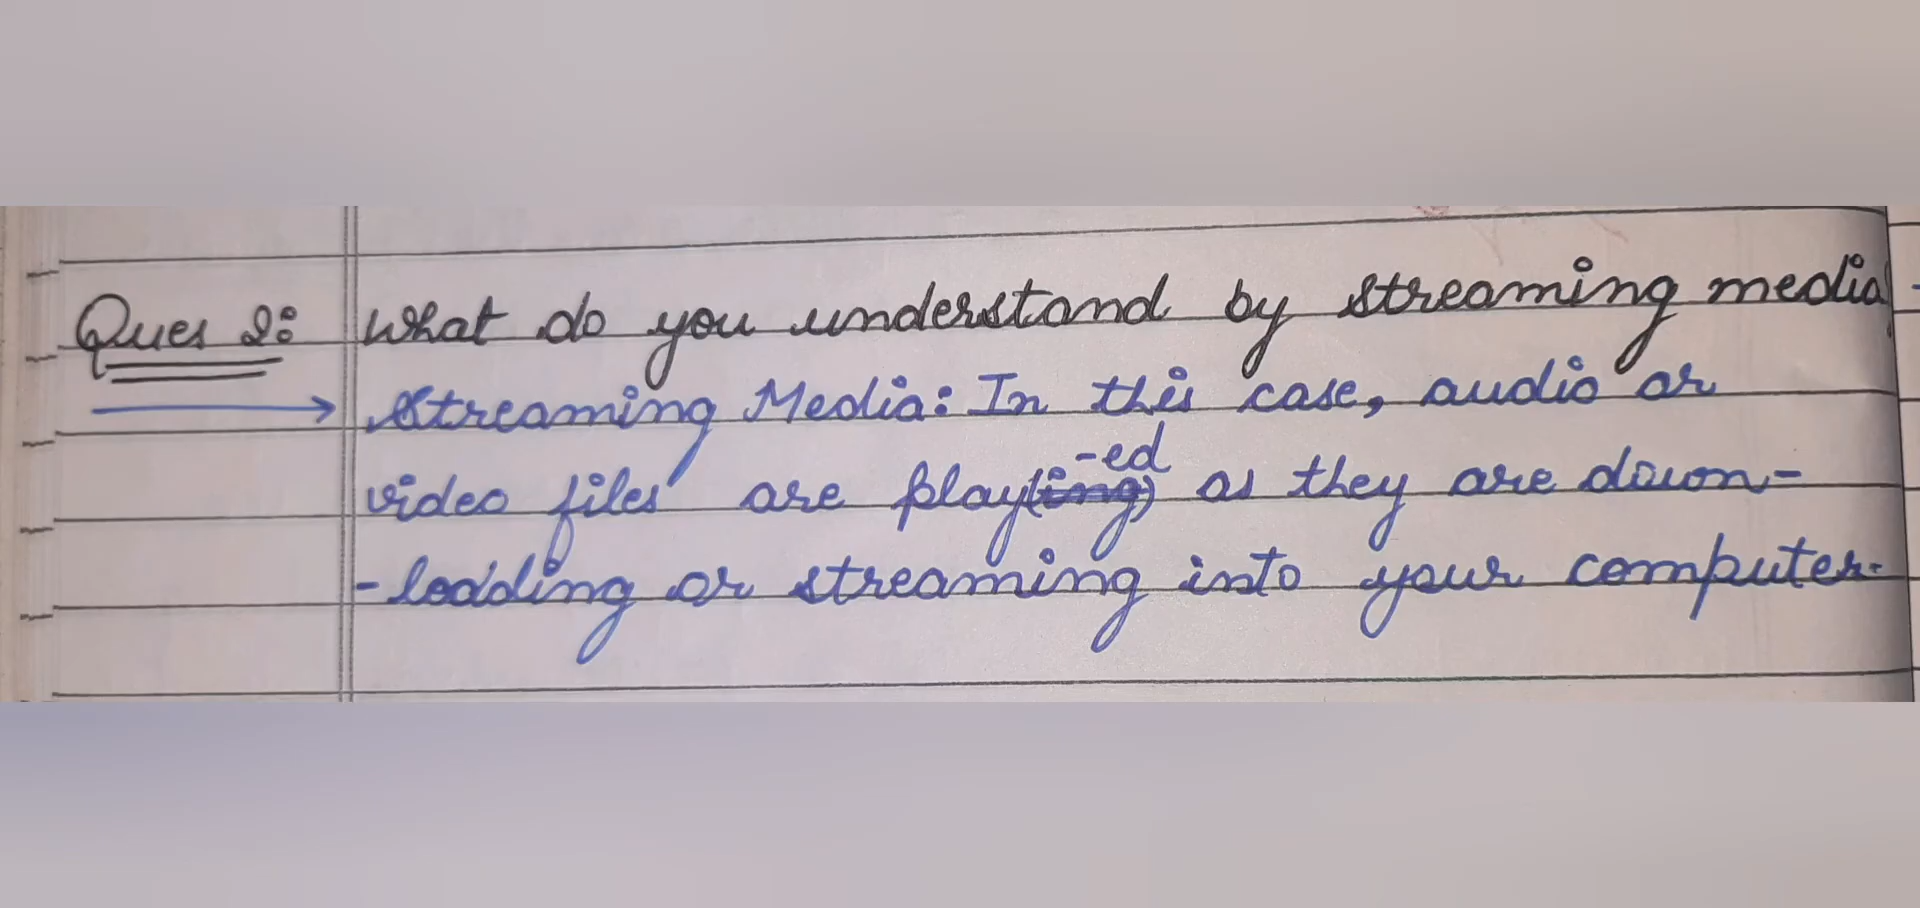 Ques 2: What do you understand by streaming media
→ Streaming Media: In this case, audio or
video files are play-ed as they are down-
-loading or streaming into your computer.